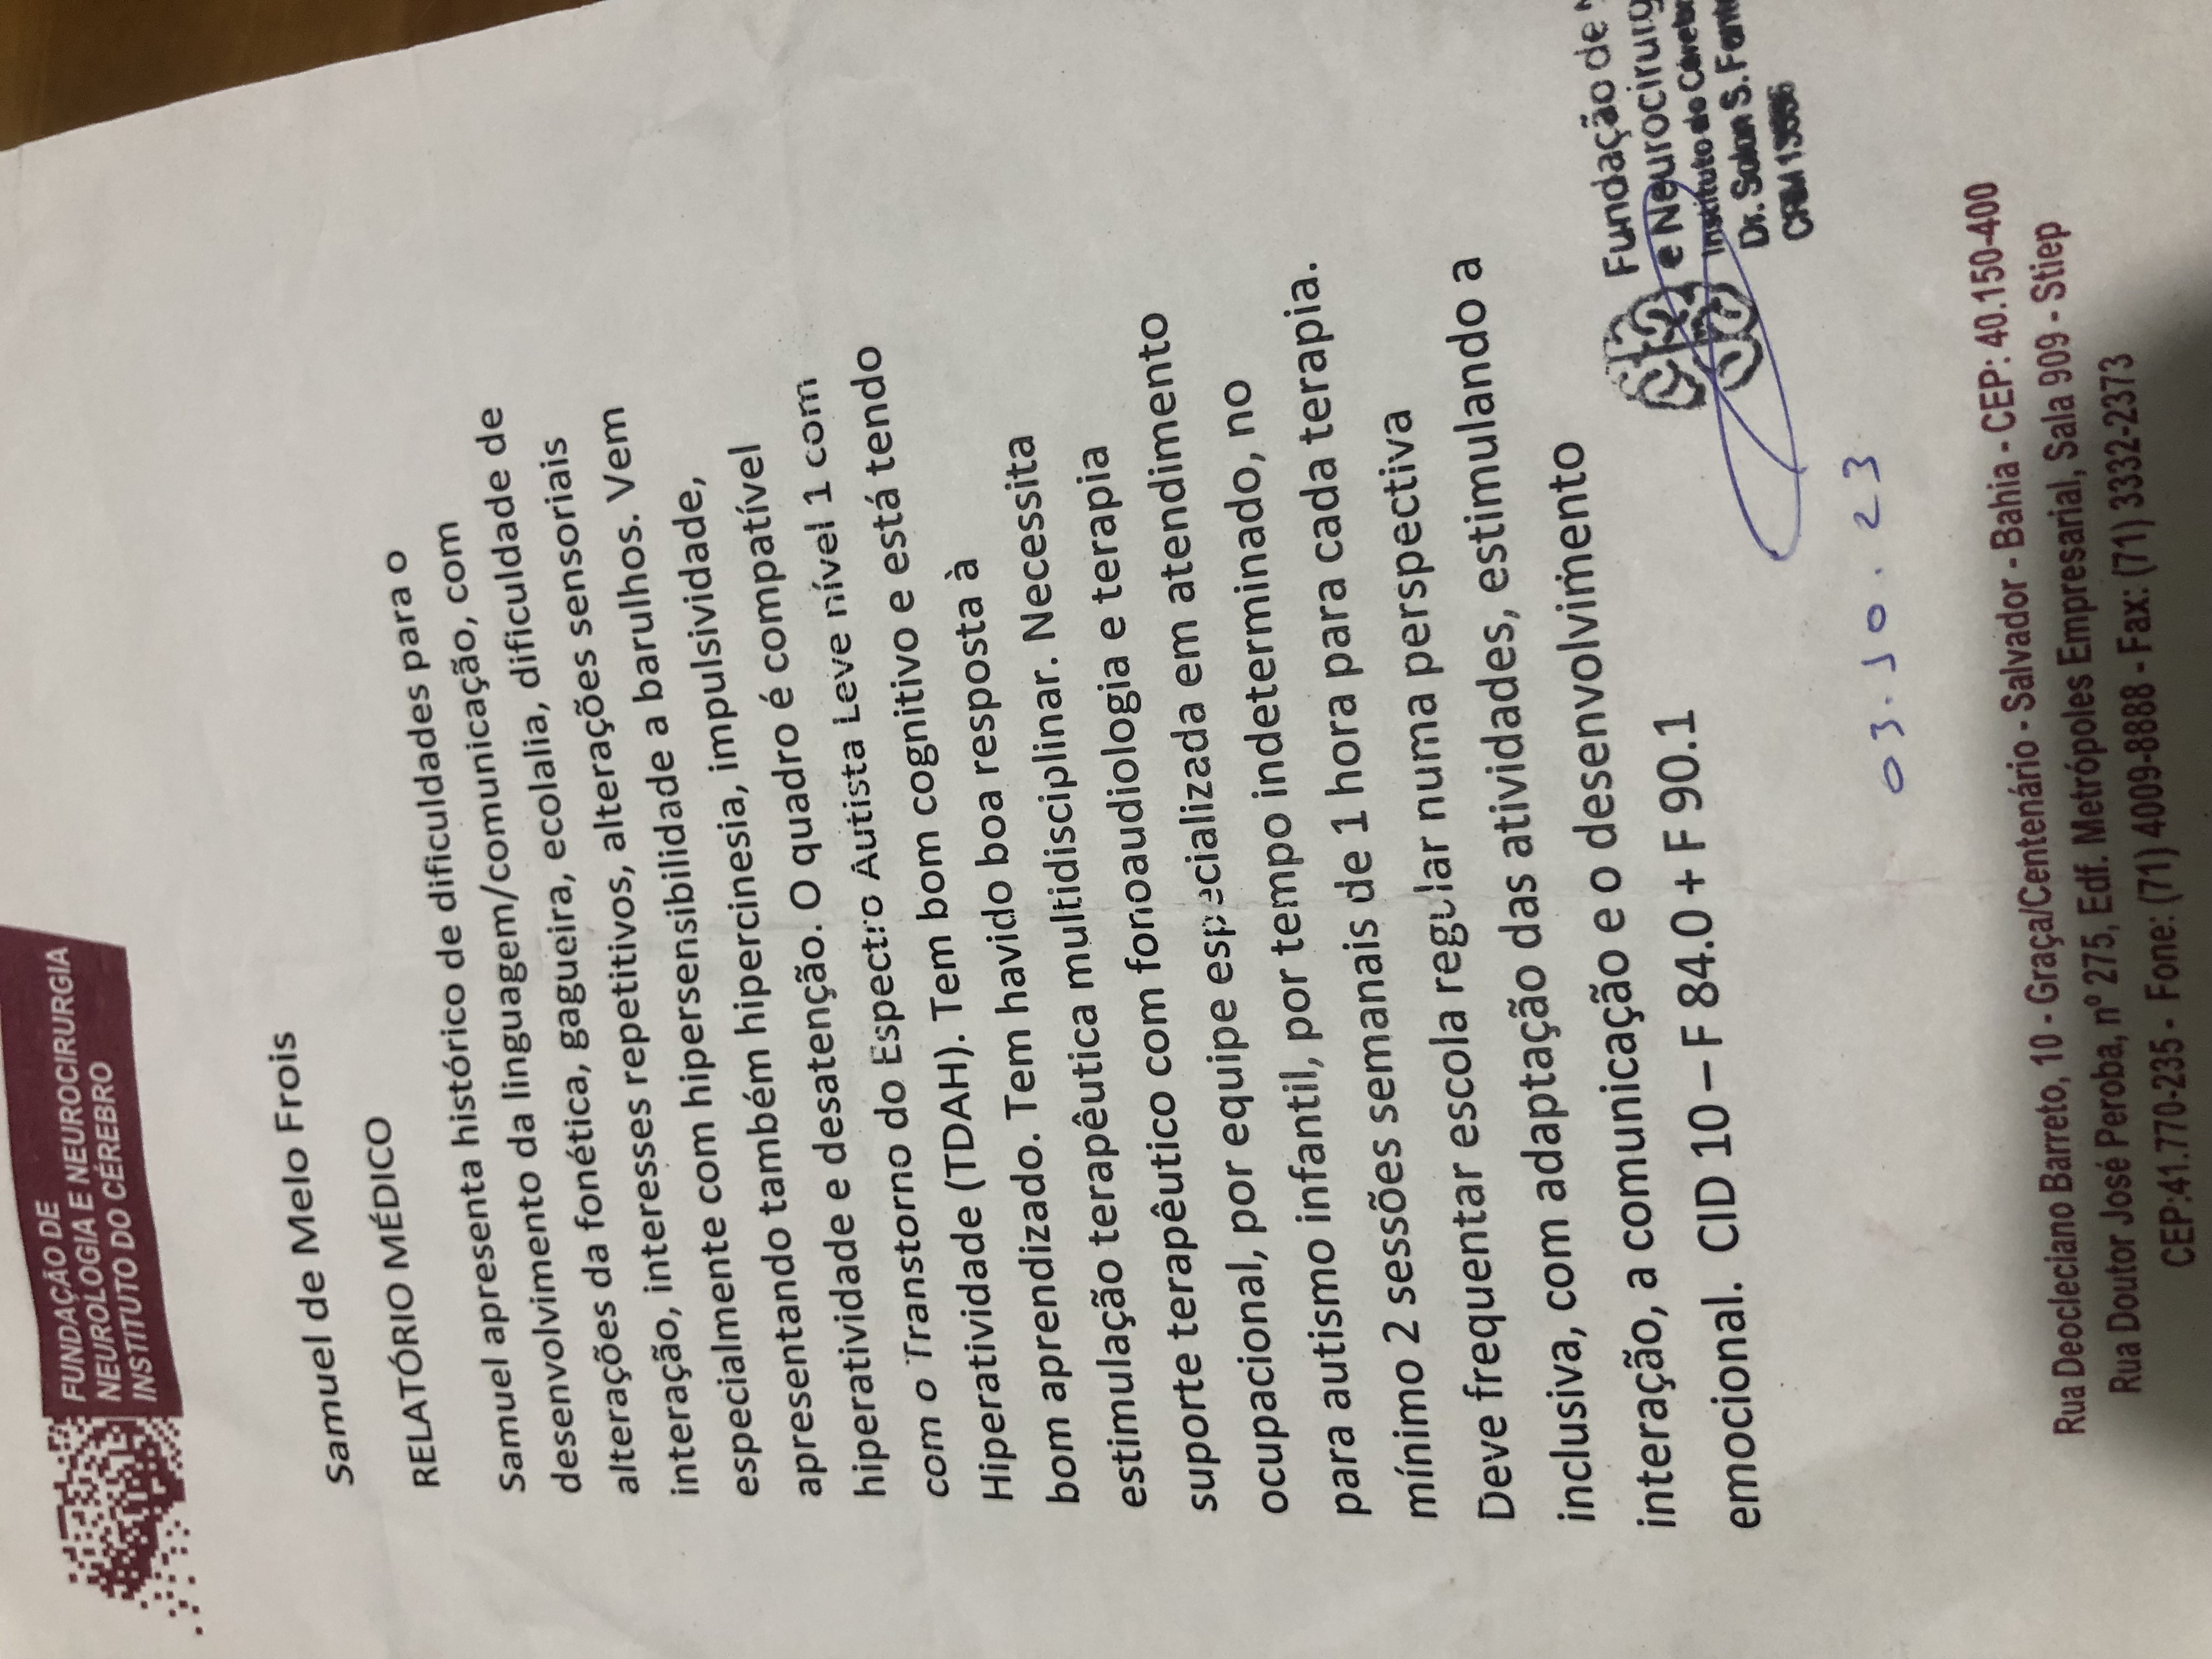 FUNDAÇÃO DE
NEUROLOGIA E NEUROCIRURGIA
INSTITUTO DO CÉREBRO
Samuel de Melo Frois
RELATÓRIO MÉDICO
Samuel apresenta histórico de dificuldades para o
desenvolvimento da linguagem/comunicação, com
alterações da fonética, gagueira, ecolalia, dificuldade de
interação, interesses repetitivos, alterações sensoriais
especialmente com hipersensibilidade a barulhos. Vem
apresentando também hipercinesia, impulsividade,
hiperatividade e desatenção. O quadro é compatível
com o Transtorno do Espectro Autista Leve nível 1 com
Hiperatividade (TDAH). Tem bom cognitivo e está tendo
bom aprendizado. Tem havido boa resposta à
estimulação terapêutica multidisciplinar. Necessita
suporte terapêutico com fonoaudiologia e terapia
ocupacional, por equipe especializada em atendimento
para autismo infantil, por tempo indeterminado, no
mínimo 2 sessões semanais de 1 hora para cada terapia.
Deve frequentar escola regular numa perspectiva
inclusiva, com adaptação das atividades, estimulando a
interação, a comunicação e o desenvolvimento
emocional. CID 10 – F 84.0 + F 90.1
Fundação de
e Neurocirurg
Instituto do Cérebr
Dr. Solon S.
CRM
03.10.23
Rua Deocleciano Barreto, 10 - Graça/Centenário - Salvador - Bahia - CEP: 40.150-400
Rua Doutor José Peroba, nº 275, Edf. Metrópoles Empresarial, Sala 909 - Stiep
CEP:41.770-235 - Fone: (71) 4009-8888 - Fax: (71) 3332-2373